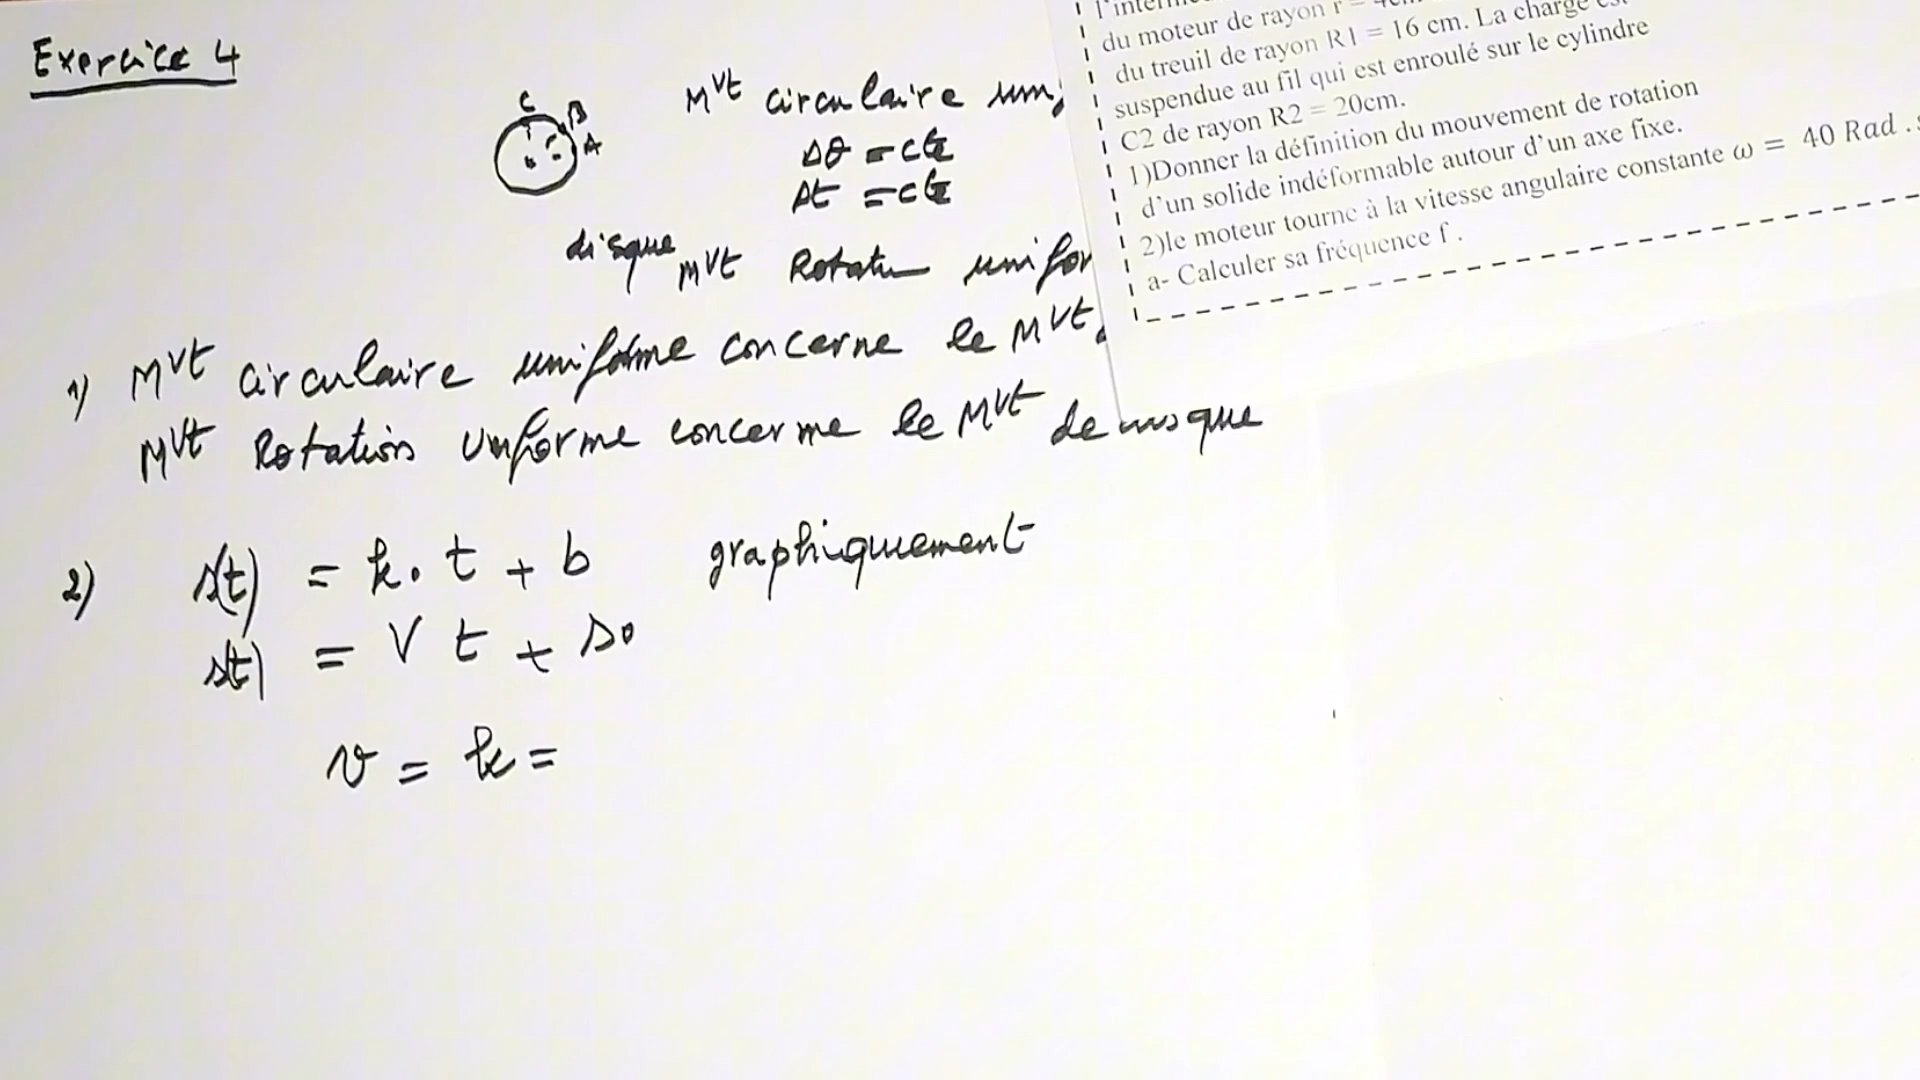 Exercice 4
C
B
A
Mvt circulaire uni
Δθ = cte
Δt = cte
disque
Mvt Rotation unifor
1) Mvt circulaire uniforme concerne le Mvt
Mvt Rotation Uniforme concerne le Mvt de
2) s(t) = k. t + b graphiquement
s(t) = V t + s0
v = k =
du moteur de rayon r =
du treuil de rayon R1 = 16 cm. La charge
suspendue au fil qui est enroulé sur le cylindre
C2 de rayon R2 = 20cm.
1)Donner la définition du mouvement de rotation
d'un solide indéformable autour d'un axe fixe.
2)le moteur tourne à la vitesse angulaire constante ω = 40 Rad .
a- Calculer sa fréquence f .